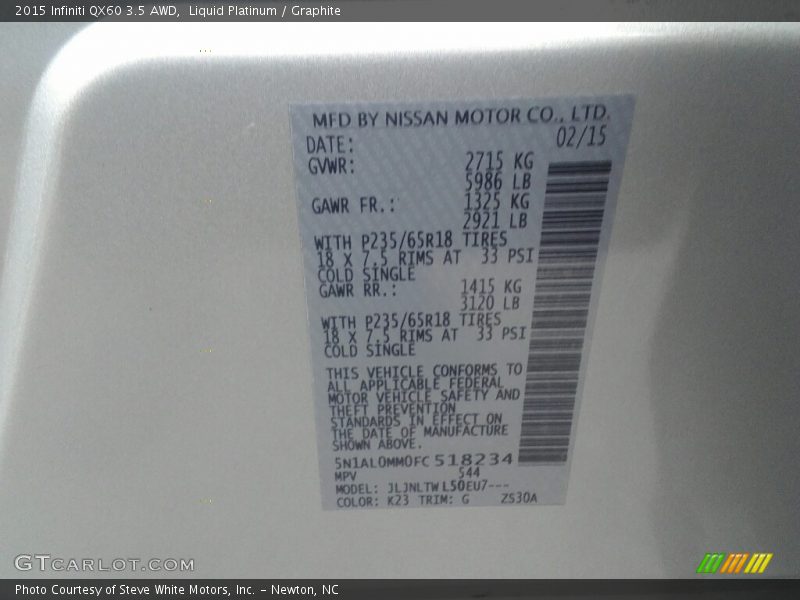 2015 Infiniti QX60 3.5 AWD,  Liquid Platinum / Graphite
MFD BY NISSAN MOTOR CO., LTD.
DATE: 02/15
GVWR: 2715 KG
5986 LB
GAWR FR.: 1325 KG
2921 LB
WITH P235/65R18 TIRES
18 X 7.5 RIMS AT 33 PSI
COLD SINGLE
GAWR RR.: 1415 KG
3120 LB
WITH P235/65R18 TIRES
18 X 7.5 RIMS AT 33 PSI
COLD SINGLE
THIS VEHICLE CONFORMS TO
ALL APPLICABLE FEDERAL
MOTOR VEHICLE SAFETY AND
THEFT PREVENTION
STANDARDS IN EFFECT ON
THE DATE OF MANUFACTURE
SHOWN ABOVE.
5N1AL0MM0FC518234
MPV 544
MODEL: JLJNLTWL50EU7---
COLOR: K23 TRIM: G ZS30A
GTCARLOT.COM
Photo Courtesy of Steve White Motors, Inc. – Newton, NC